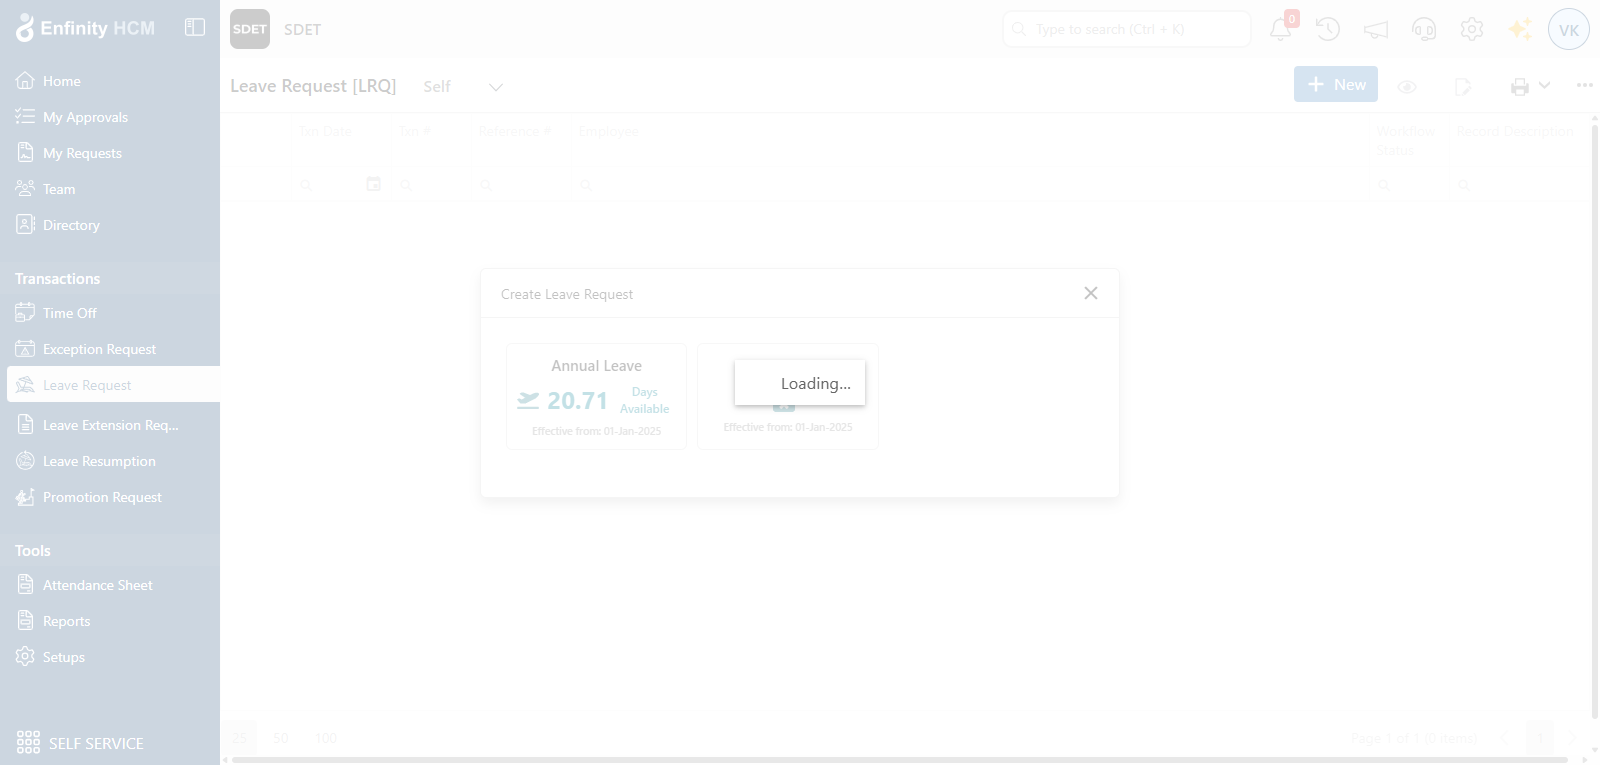 Enfinity HCM
SDET
SDET
Type to search (Ctrl + K)
0
VK
Home
My Approvals
My Requests
Team
Directory
Transactions
Time Off
Exception Request
Leave Request
Leave Extension Req...
Leave Resumption
Promotion Request
Tools
Attendance Sheet
Reports
Setups
SELF SERVICE
Leave Request [LRQ]
Self
New
Txn Date
Txn #
Reference #
Employee
Workflow
Status
Record Description
Create Leave Request
Annual Leave
20.71
Days
Available
Effective from: 01-Jan-2025
Loading...
Effective from: 01-Jan-2025
25
50
100
Page 1 of 1 (0 items)
1